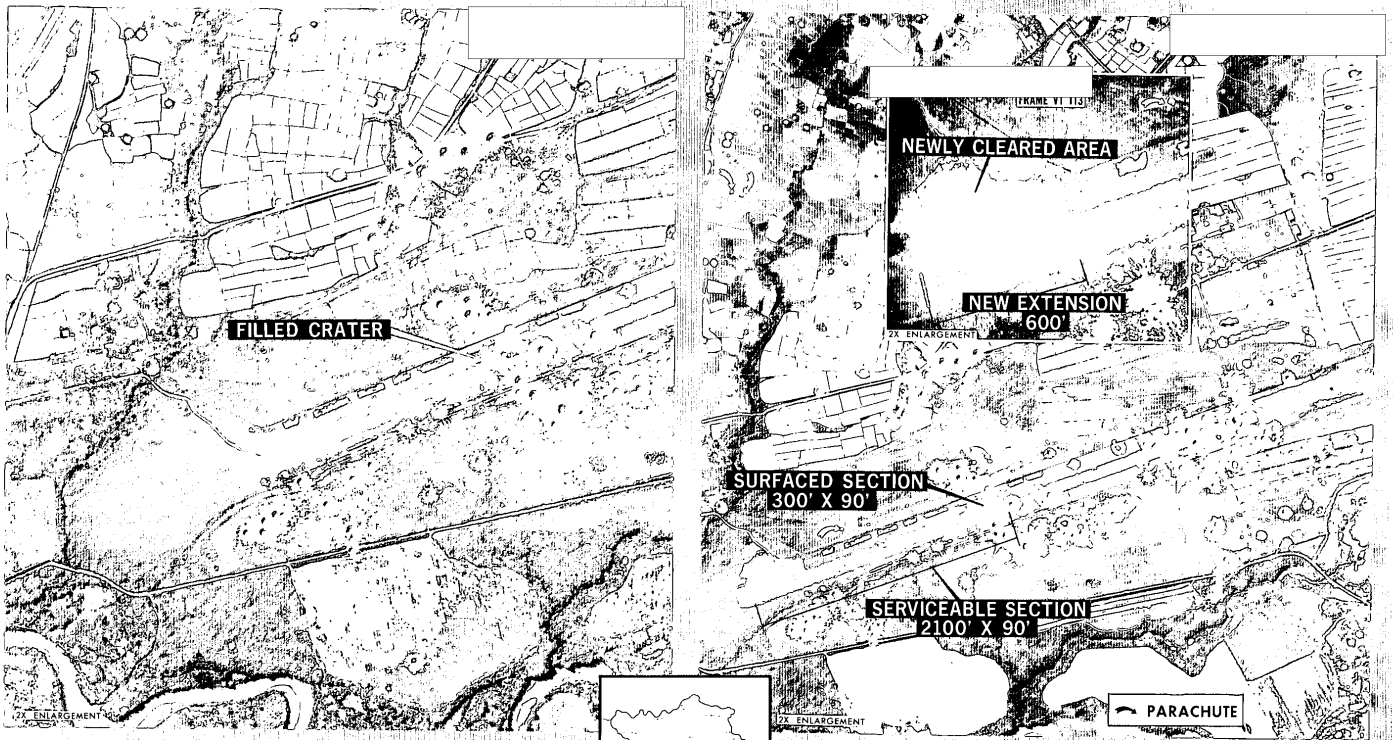 FILLED CRATER
2X ENLARGEMENT
FRAME VI 113
NEWLY CLEARED AREA
NEW EXTENSION
600'
2X ENLARGEMENT
SURFACED SECTION
300' X 90'
SERVICEABLE SECTION
2100' X 90'
2X ENLARGEMENT
PARACHUTE